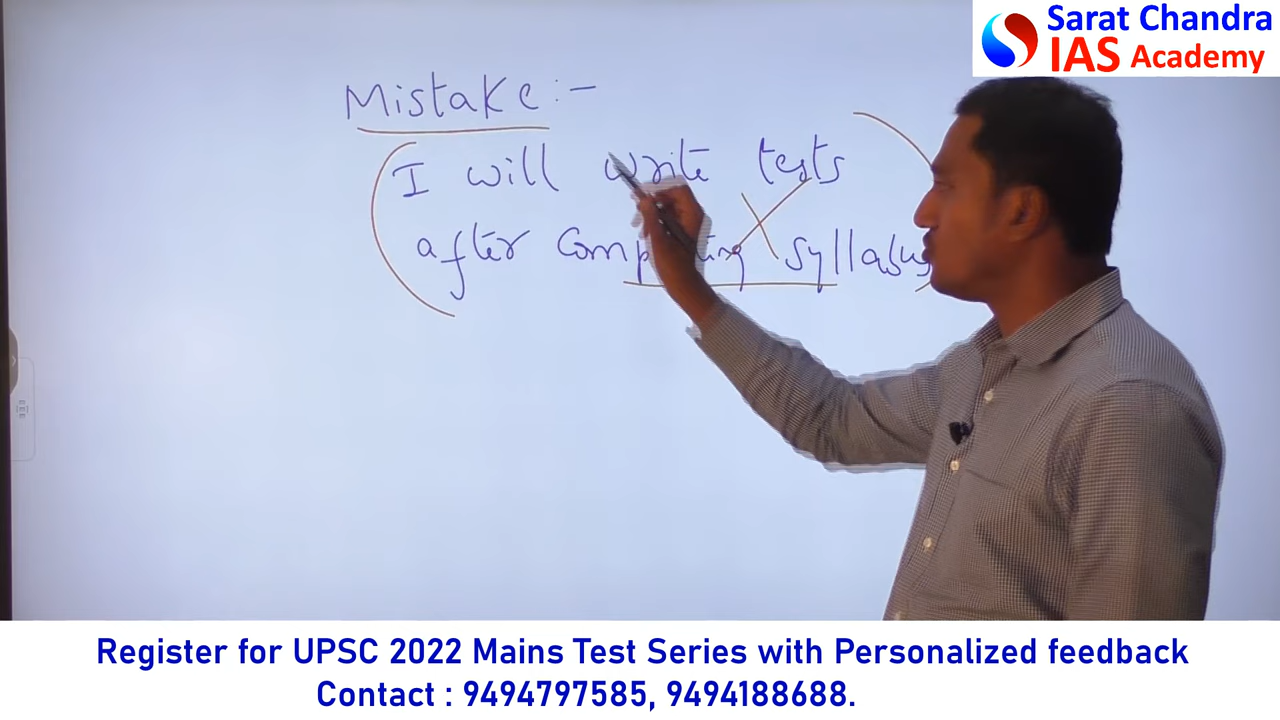 Sarat Chandra
IAS Academy
Mistake :-
I will write tests
after Completing syllabus
Register for UPSC 2022 Mains Test Series with Personalized feedback
Contact : 9494797585, 9494188688.